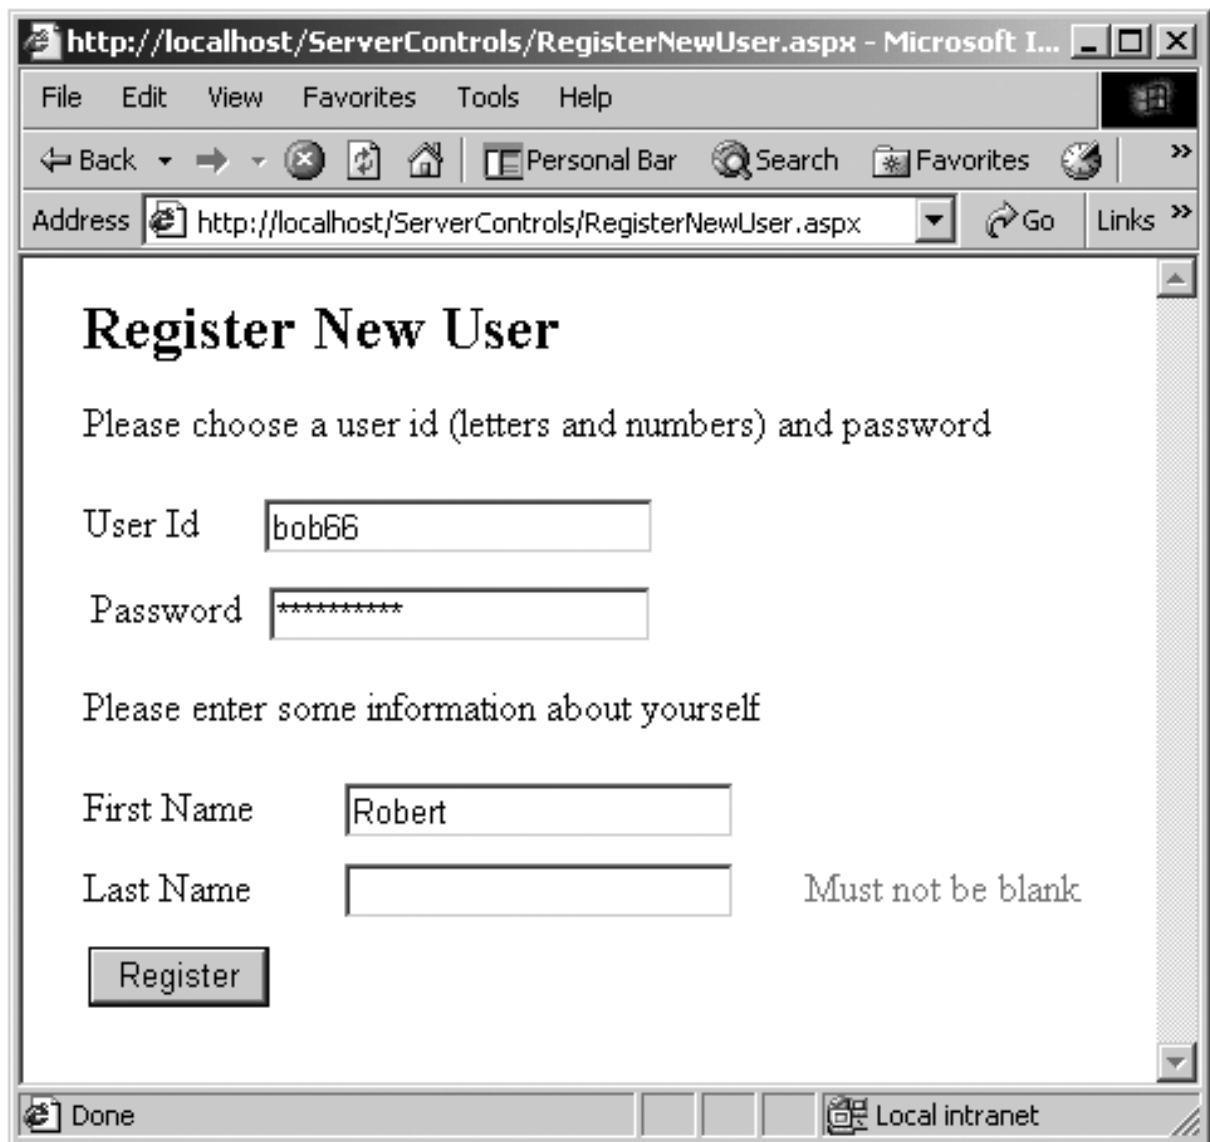 http://localhost/ServerControls/RegisterNewUser.aspx - Microsoft I...
File Edit View Favorites Tools Help
Back Personal Bar Search Favorites »
Address http://localhost/ServerControls/RegisterNewUser.aspx Go Links »
Register New User
Please choose a user id (letters and numbers) and password
User Id bob66
Password **********
Please enter some information about yourself
First Name Robert
Last Name Must not be blank
Register
Done Local intranet